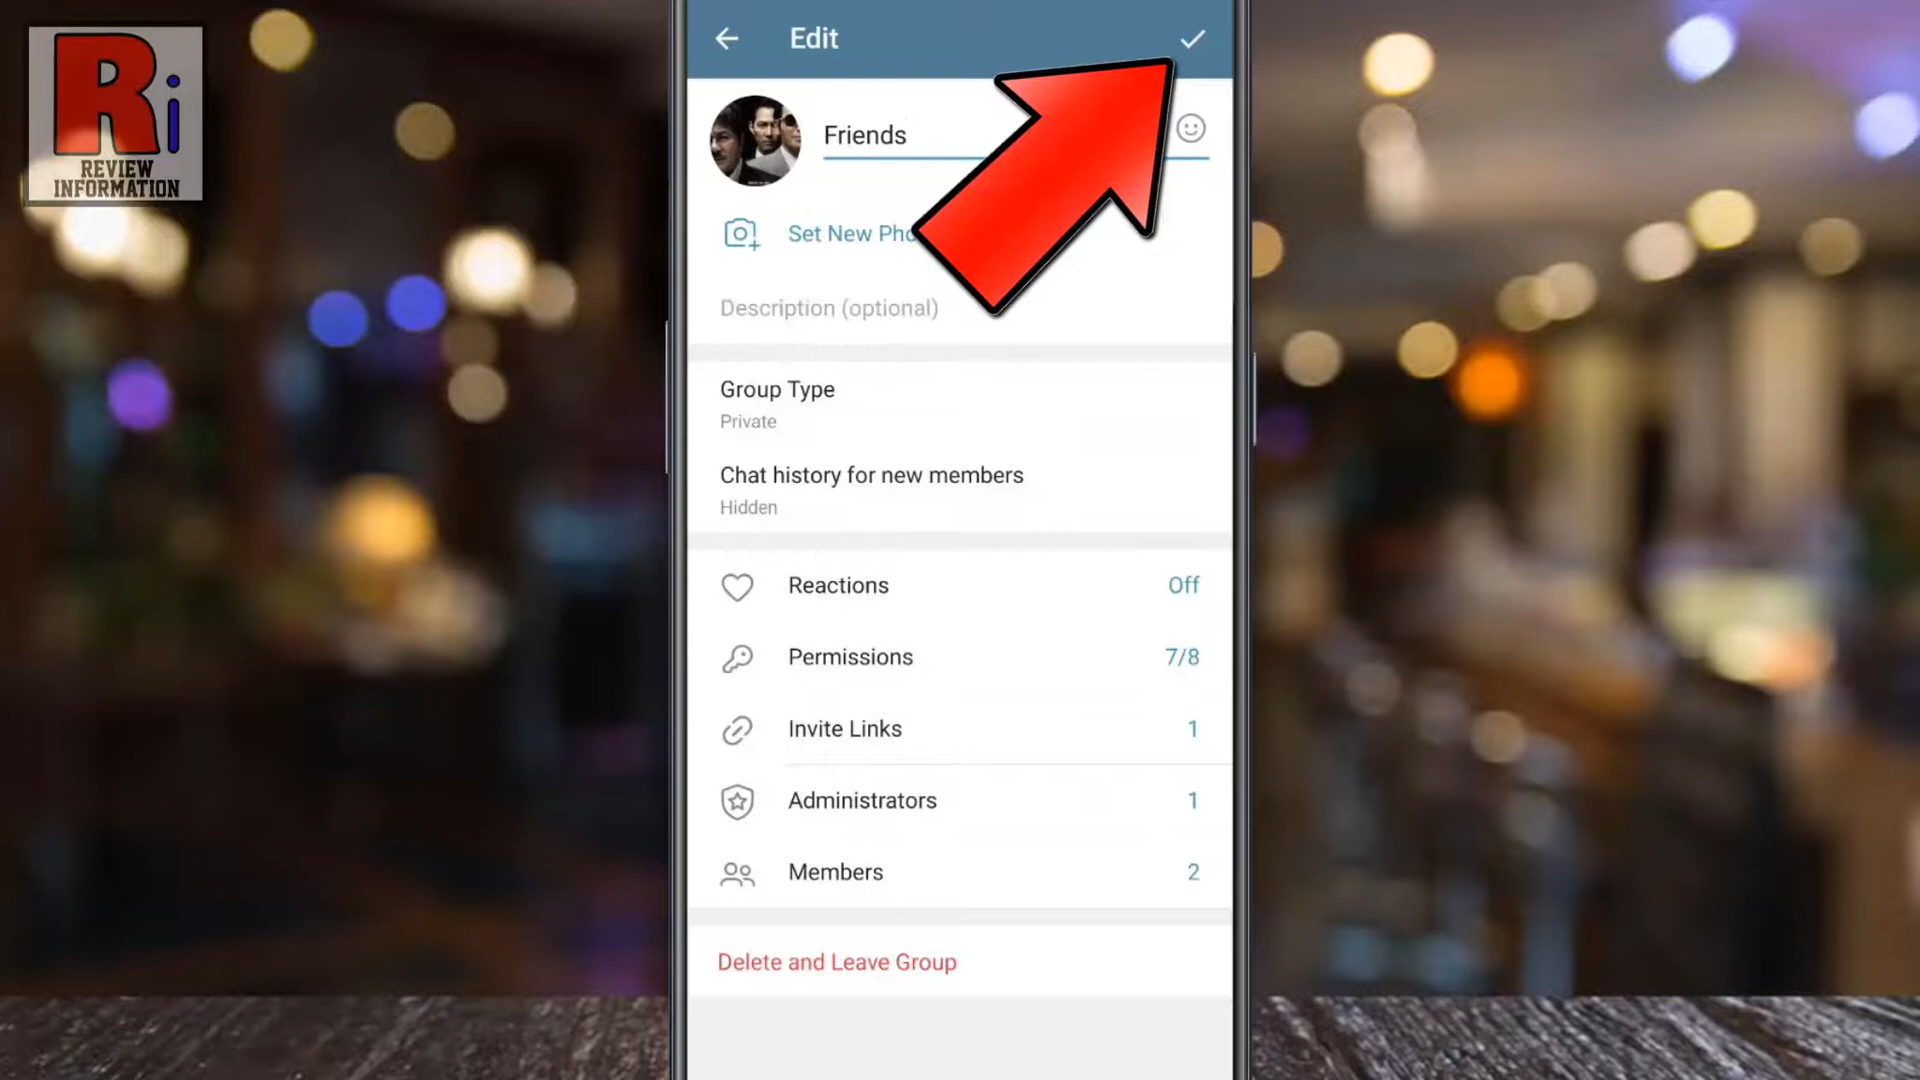 Ri
REVIEW
INFORMATION
Edit
Friends
Set New Pho
Description (optional)
Group Type
Private
Chat history for new members
Hidden
Reactions Off
Permissions 7/8
Invite Links 1
Administrators 1
Members 2
Delete and Leave Group